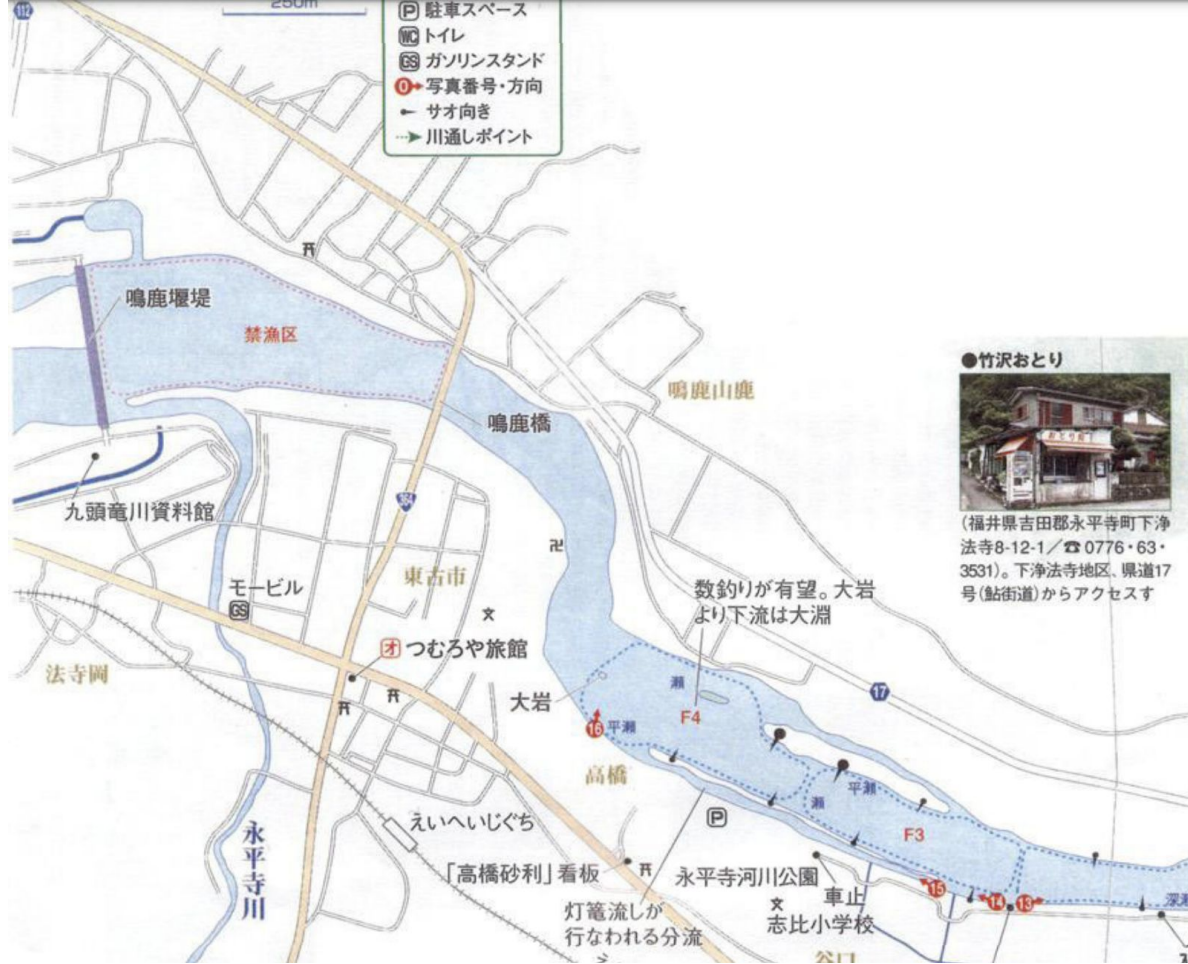 112
250m
P 駐車スペース
WC トイレ
GS ガソリンスタンド
0 写真番号・方向
サオ向き
川通しポイント
鳴鹿堰堤
禁漁区
鳴鹿橋
鳴鹿山鹿
●竹沢おとり
(福井県吉田郡永平寺町下浄
法寺8-12-1/☎0776・63・
3531)。下浄法寺地区、県道17
号(鮎街道)からアクセスす
九頭竜川資料館
364
東古市
モービル
GS
文
オ つむろや旅館
法寺岡
数釣りが有望。大岩
より下流は大淵
大岩
瀬
F4
17
16
平瀬
高橋
瀬
平瀬
F3
P
えいへいじぐち
永平寺川
「高橋砂利」看板
永平寺河川公園
車止
15
14
13
深瀬
文
志比小学校
灯籠流しが
行なわれる分流
谷口